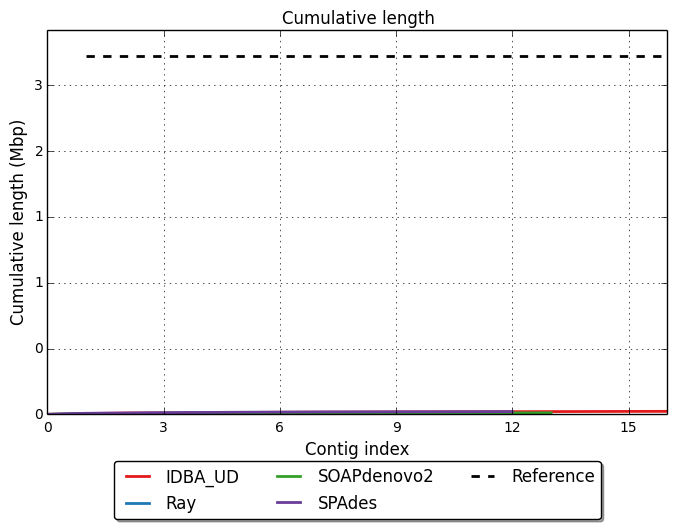 Cumulative length
Cumulative length (Mbp)
3
2
1
1
0
0
0 3 6 9 12 15
Contig index
IDBA_UD SOAPdenovo2 Reference
Ray SPAdes